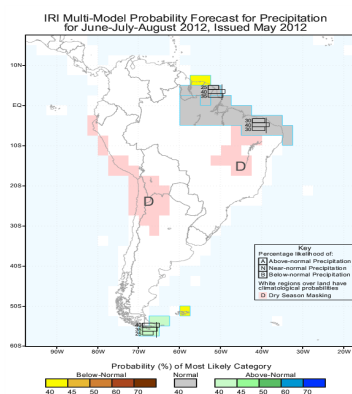 IRI Multi-Model Probability Forecast for Precipitation
for June-July-August 2012, Issued May 2012
10N
EQ
10S
20S
30S
40S
50S
60S
D
D
Key
Percentage likelihood of:
A Above-normal Precipitation
N Near-normal Precipitation
B Below-normal Precipitation
White regions over land have
climatological probabilities
D Dry Season Masking
90W 80W 70W 60W 50W 40W 30W
Probability (%) of Most Likely Category
Below-Normal Normal Above-Normal
40 45 50 60 70 40 40 45 50 60 70